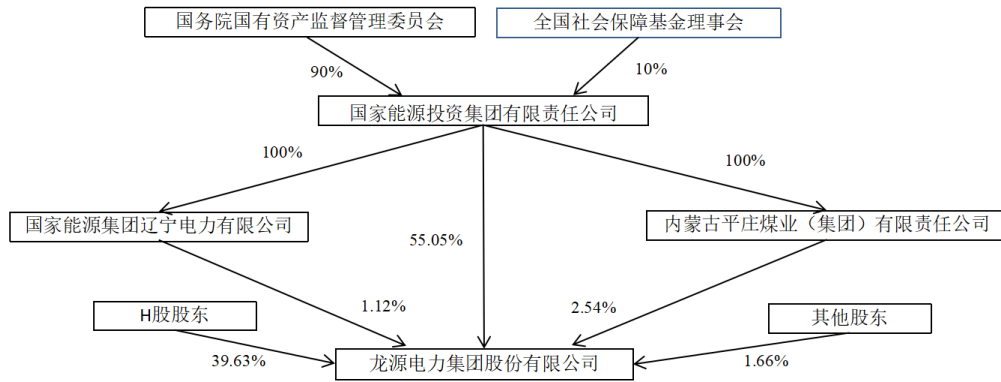 国务院国有资产监督管理委员会
全国社会保障基金理事会
90%
10%
国家能源投资集团有限责任公司
100%
100%
国家能源集团辽宁电力有限公司
55.05%
内蒙古平庄煤业（集团）有限责任公司
H股股东
1.12%
2.54%
其他股东
39.63%
龙源电力集团股份有限公司
1.66%